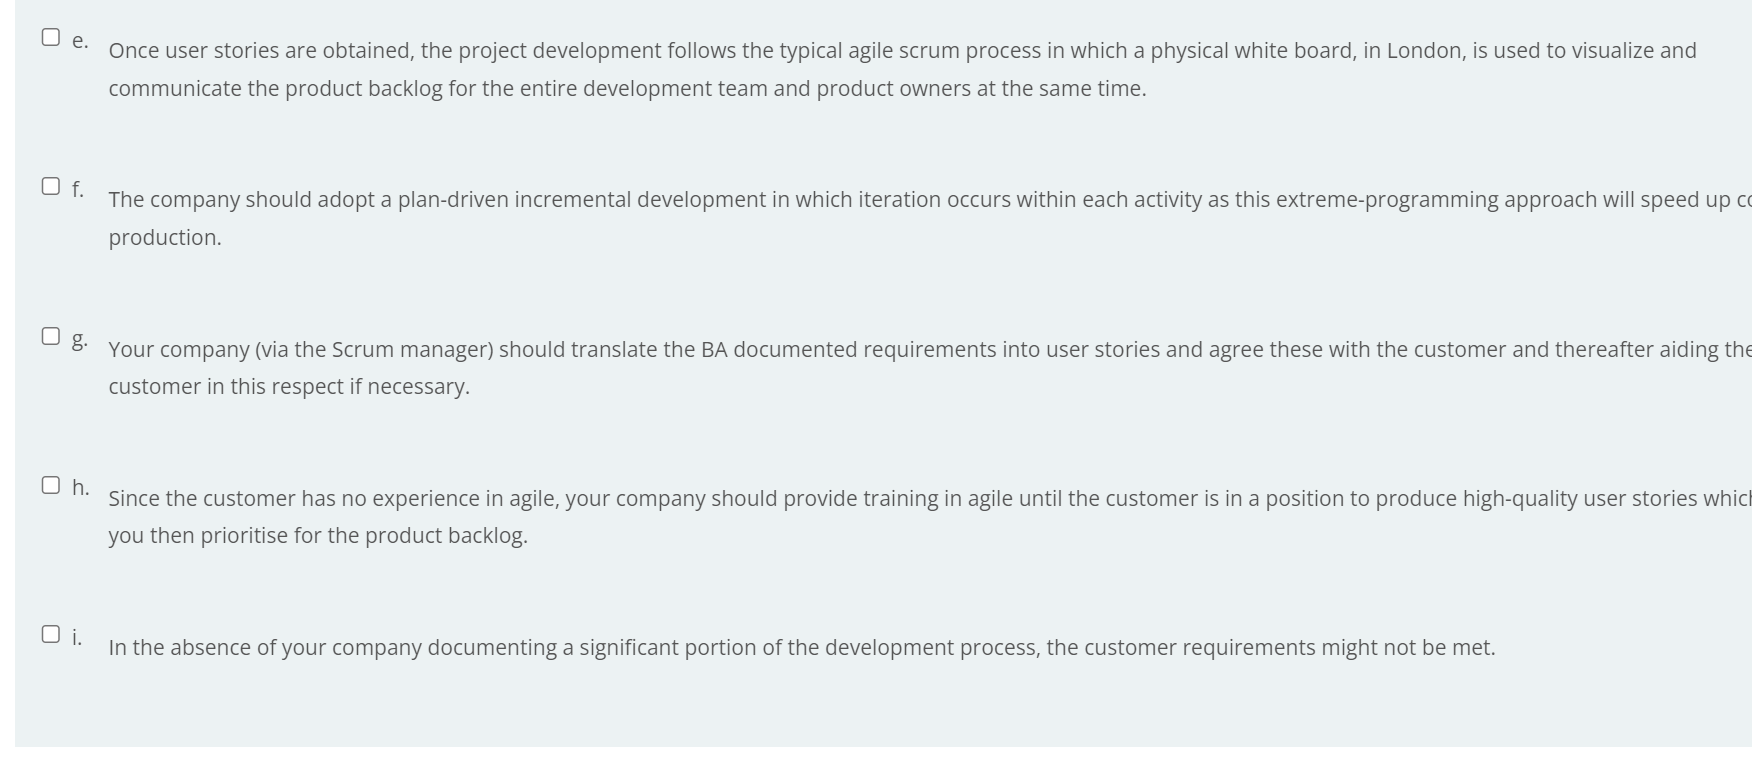 e. Once user stories are obtained, the project development follows the typical agile scrum process in which a physical white board, in London, is used to visualize and
communicate the product backlog for the entire development team and product owners at the same time.
f. The company should adopt a plan-driven incremental development in which iteration occurs within each activity as this extreme-programming approach will speed up
production.
g. Your company (via the Scrum manager) should translate the BA documented requirements into user stories and agree these with the customer and thereafter aiding the
customer in this respect if necessary.
h. Since the customer has no experience in agile, your company should provide training in agile until the customer is in a position to produce high-quality user stories which
you then prioritise for the product backlog.
i. In the absence of your company documenting a significant portion of the development process, the customer requirements might not be met.